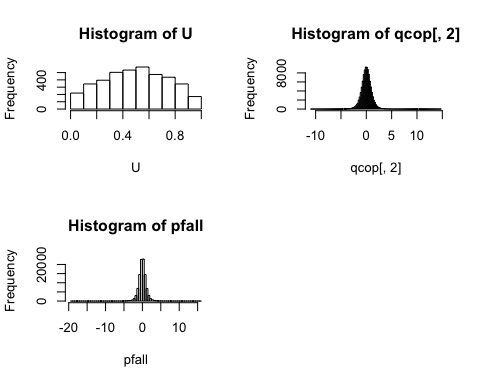 Histogram of U
Frequency
0 400
0.0 0.4 0.8
U
Histogram of qcop[, 2]
Frequency
0 8000
-10 0 5 10
qcop[, 2]
Histogram of pfall
Frequency
0 20000
-20 -10 0 10
pfall